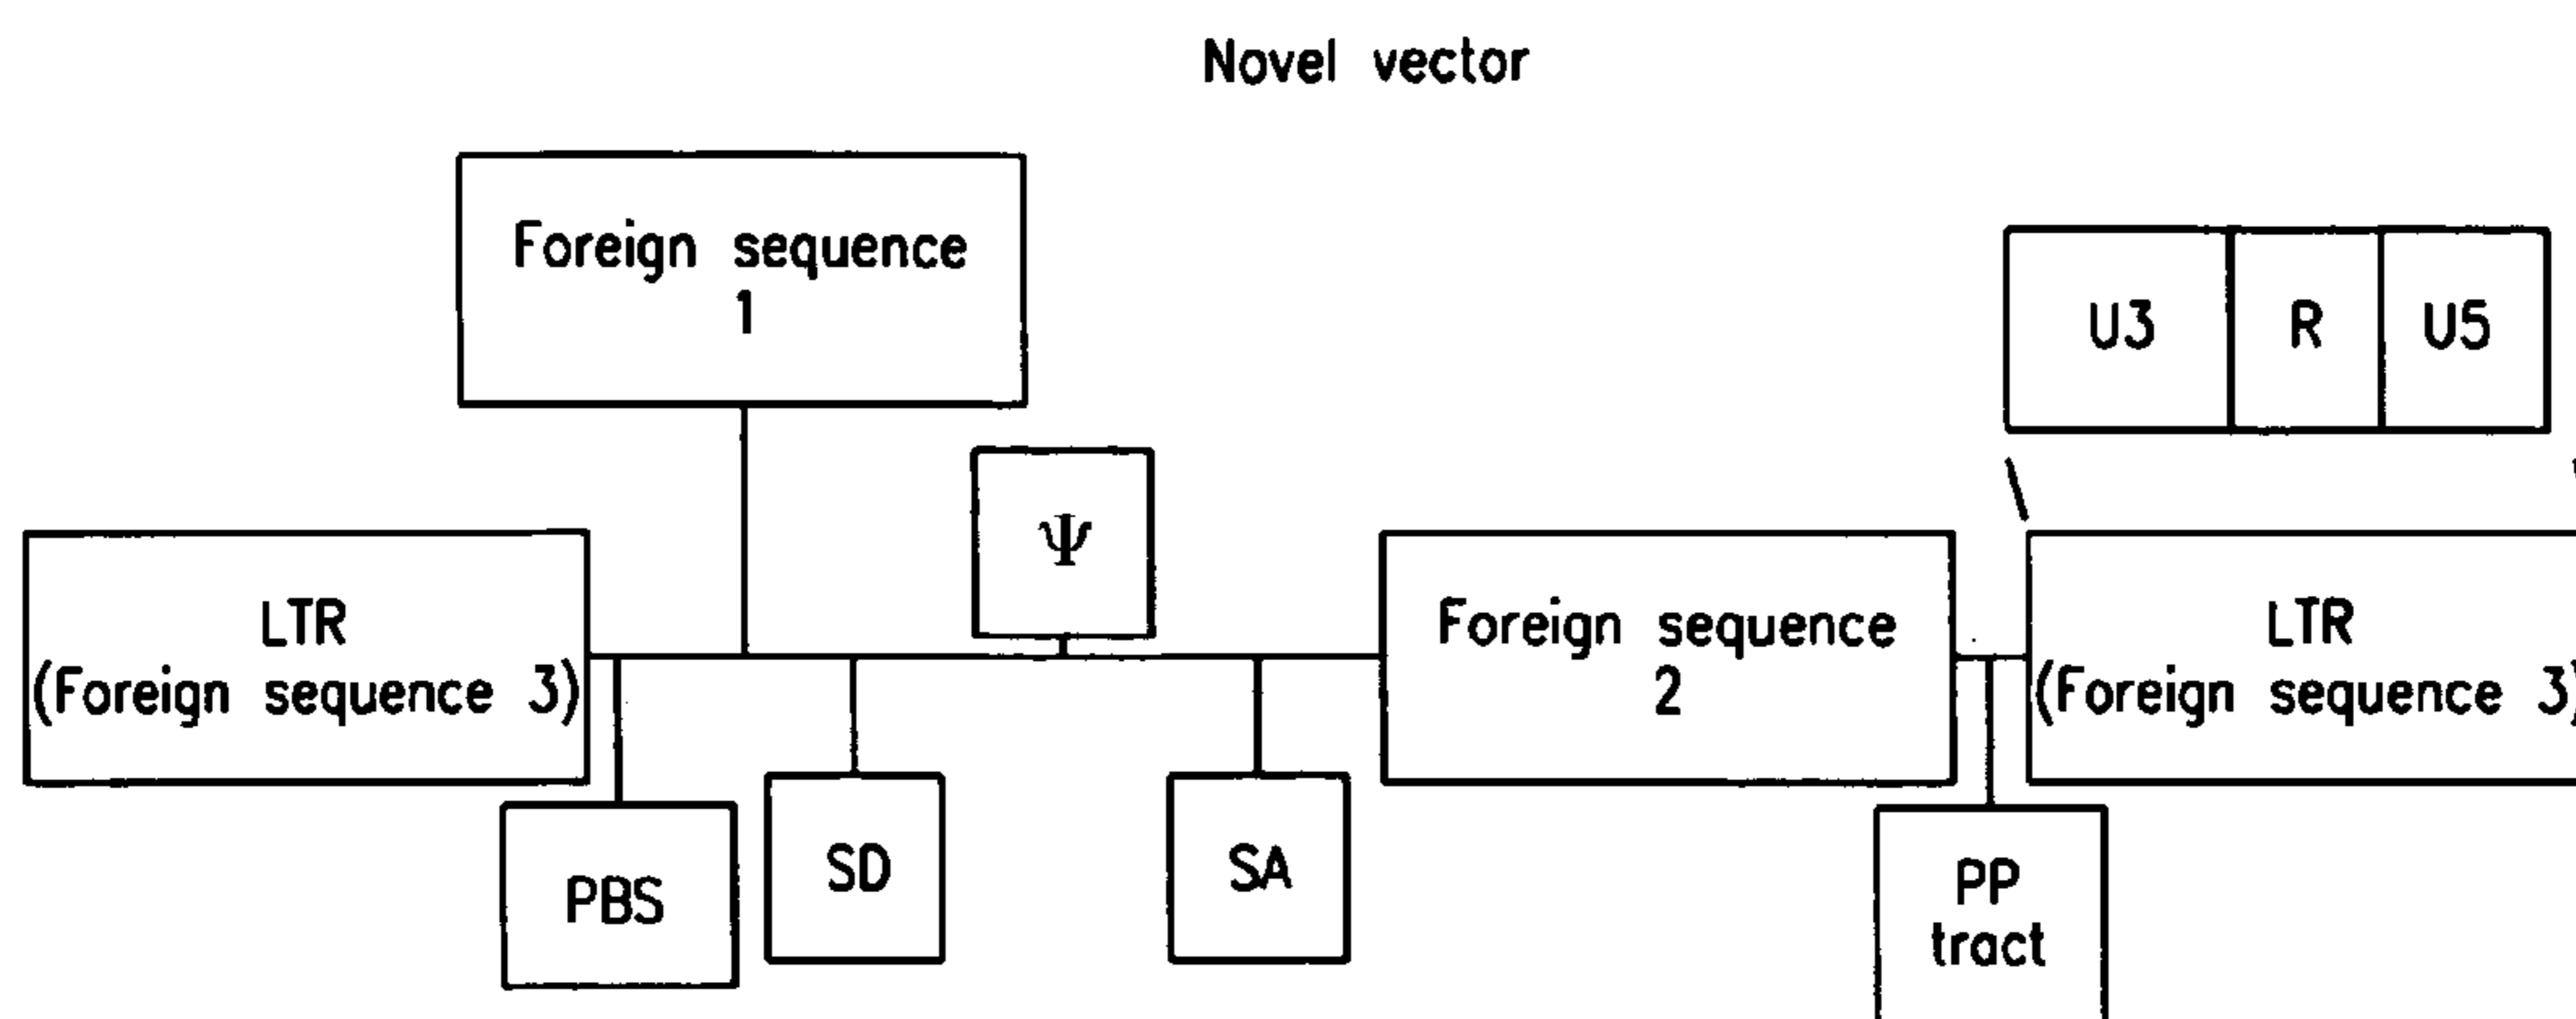 Novel vector
Foreign sequence
1
U3 R U5
Ψ
LTR
(Foreign sequence 3)
Foreign sequence
2
LTR
(Foreign sequence 3)
PBS
SD
SA
PP
tract